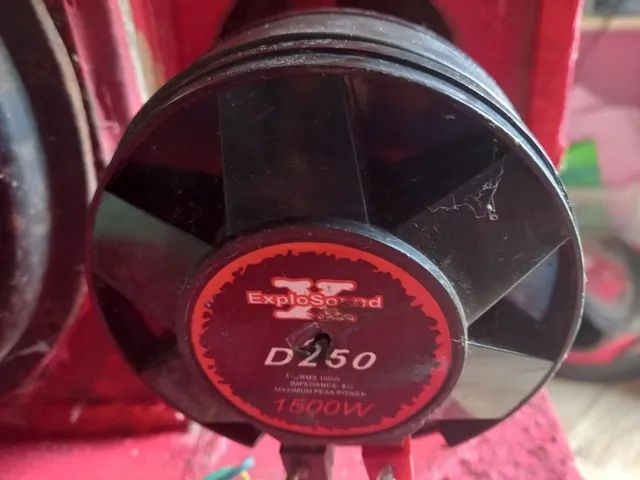 X
ExploSound
D250
RMS 100W
IMPEDANCE 8Ω
MAXIMUM PEAK POWER
1500W